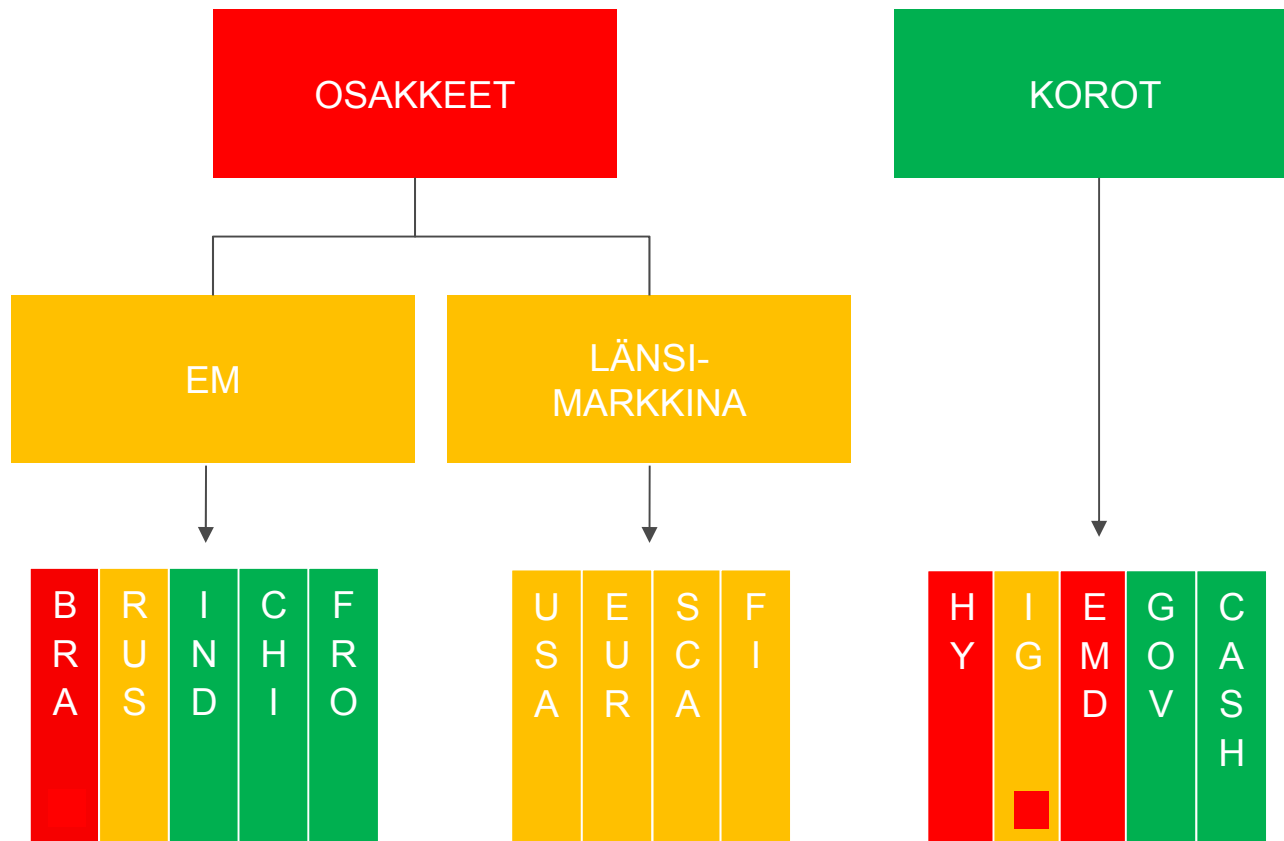 OSAKKEET
KOROT
EM
LÄNSI-
MARKKINA
BRA
RUS
IND
CHI
FRO
USA
EUR
SCA
FI
HY
IG
EMD
GOV
CASH